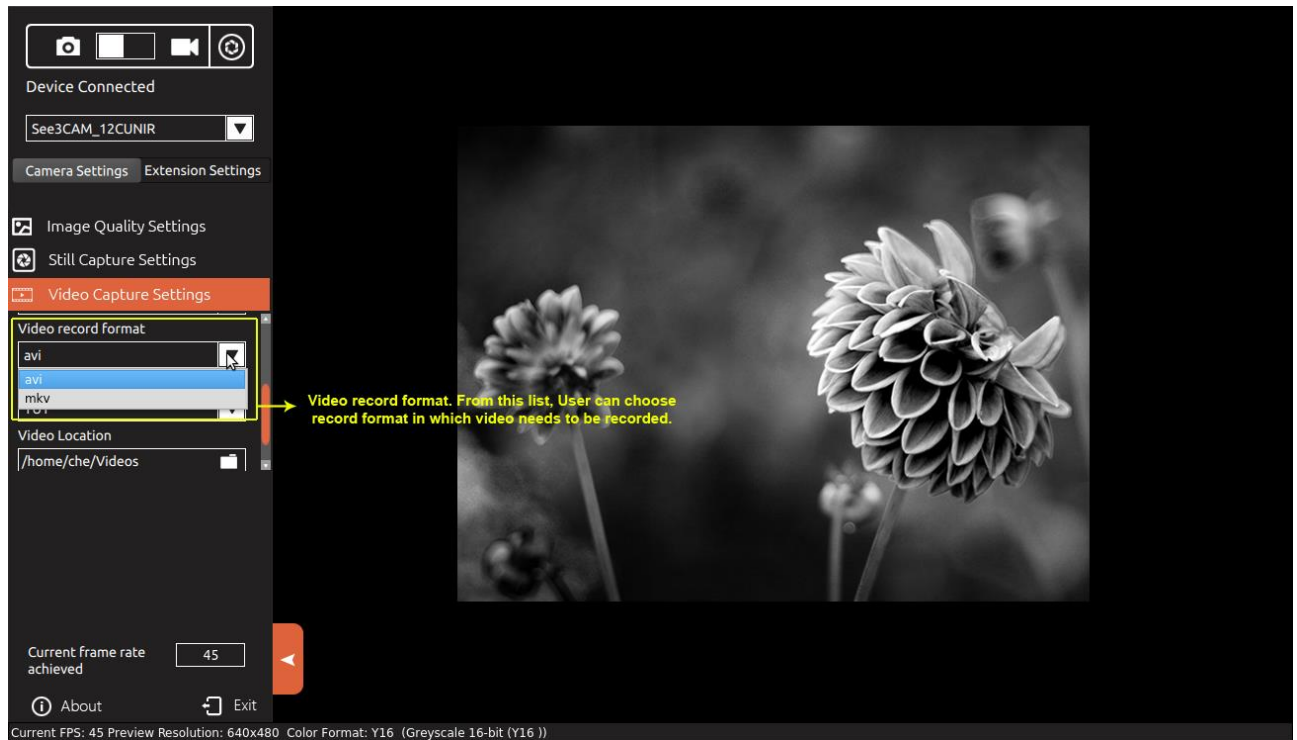 Device Connected
See3CAM_12CUNIR
Camera Settings Extension Settings
Image Quality Settings
Still Capture Settings
Video Capture Settings
Video record format
avi
avi
mkv
Video record format. From this list, User can choose
record format in which video needs to be recorded.
Video Location
/home/che/Videos
Current frame rate
achieved
45
About
Exit
Current FPS: 45 Preview Resolution: 640x480 Color Format: Y16 (Greyscale 16-bit (Y16 ))